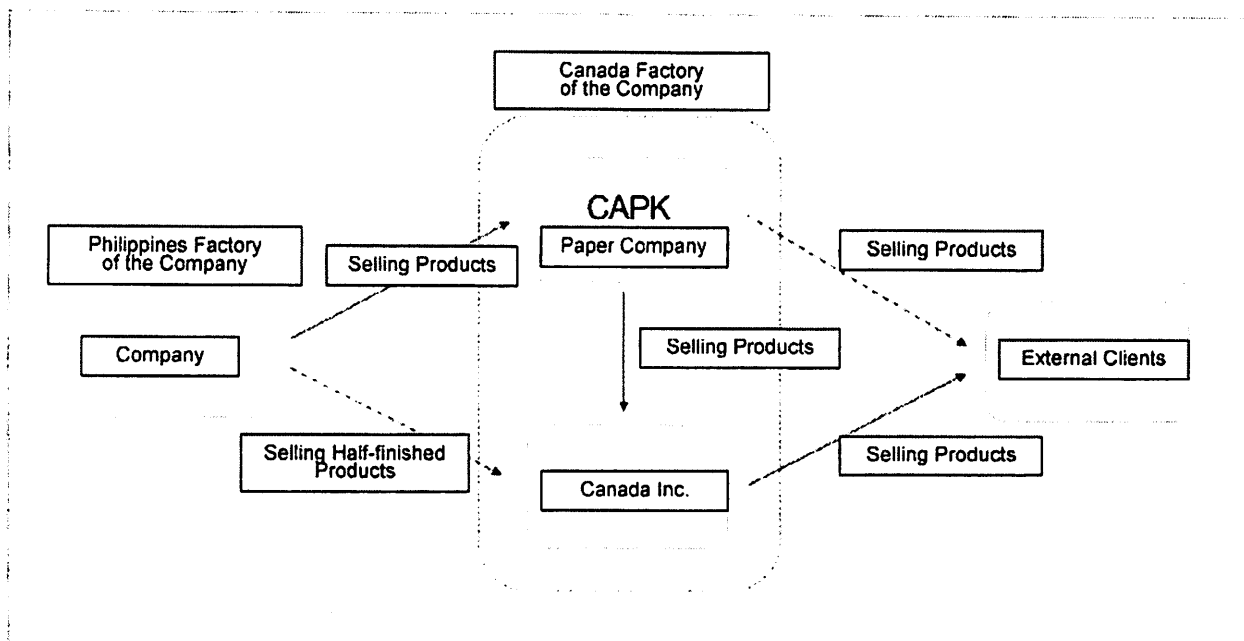 Canada Factory
of the Company
CAPK
Paper Company
Philippines Factory
of the Company
Selling Products
Selling Products
Company
Selling Products
External Clients
Selling Half-finished
Products
Selling Products
Canada Inc.